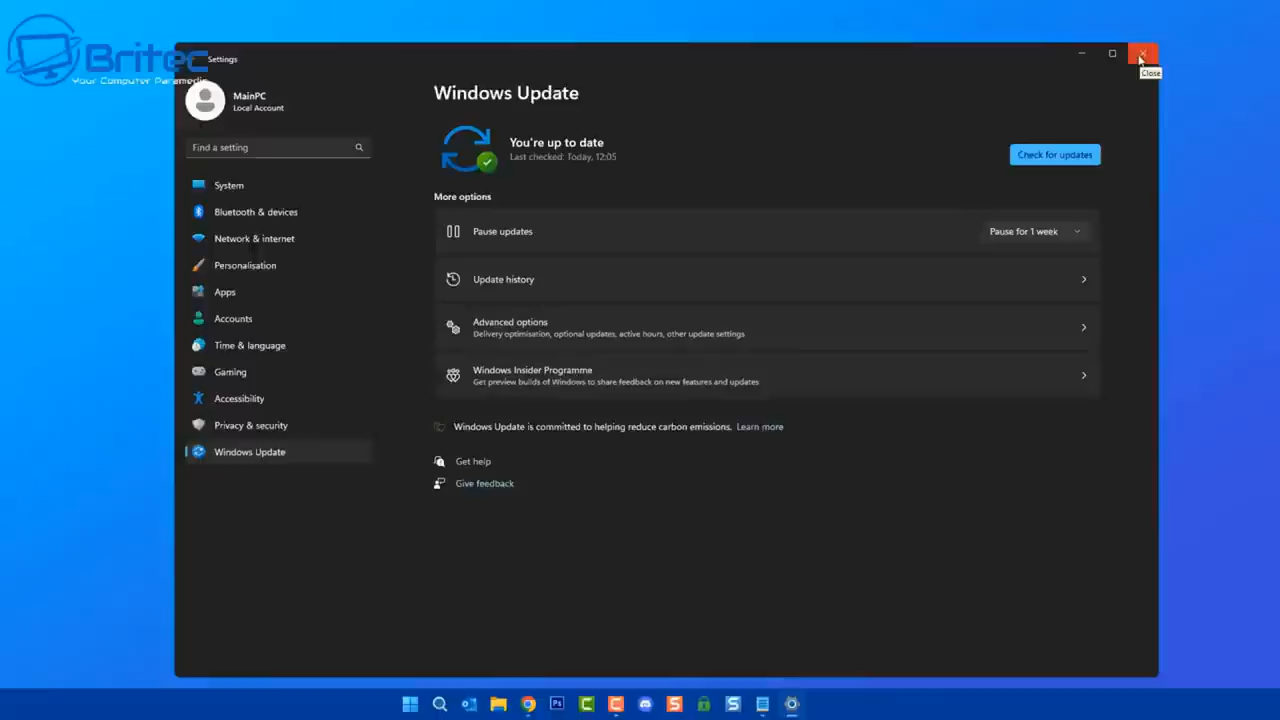 Britec
Your Computer Paramedic
Settings
Close
MainPC
Local Account
Find a setting
System
Bluetooth & devices
Network & internet
Personalisation
Apps
Accounts
Time & language
Gaming
Accessibility
Privacy & security
Windows Update
Windows Update
You're up to date
Last checked: Today, 12:05
Check for updates
More options
Pause updates
Pause for 1 week
Update history
Advanced options
Delivery optimisation, optional updates, active hours, other update settings
Windows Insider Programme
Get preview builds of Windows to share feedback on new features and updates
Windows Update is committed to helping reduce carbon emissions. Learn more
Get help
Give feedback
Ps
C
C
S
S